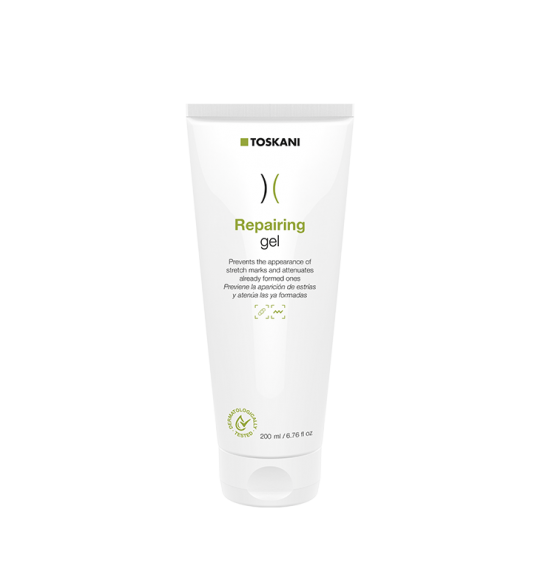 TOSKANI
Repairing
gel
Prevents the appearance of
stretch marks and attenuates
already formed ones
Previene la aparición de estrías
y atenúa las ya formadas
DERMATOLOGICALLY
TESTED
200 ml / 6.76 fl oz